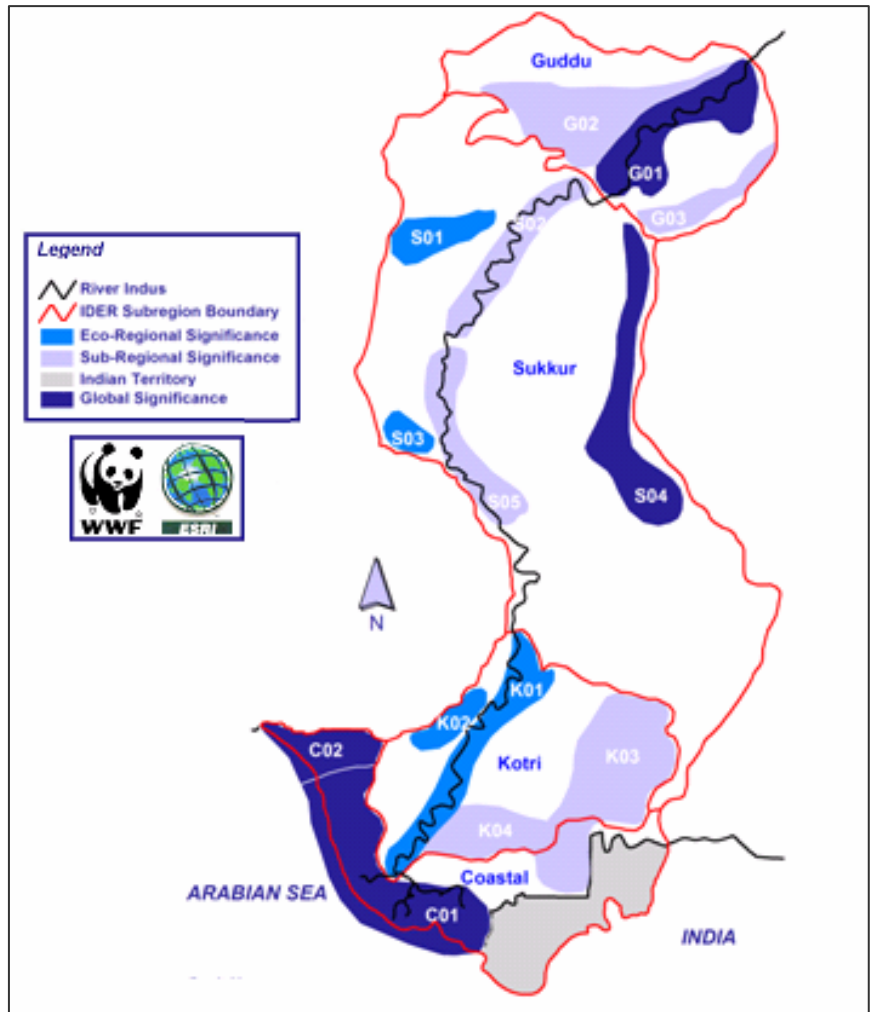 Guddu
G02
G01
G03
S02
S01
Legend
River Indus
IDER Subregion Boundary
Eco-Regional Significance
Sub-Regional Significance
Indian Territory
Global Significance
Sukkur
S03
WWF
ESRI
S05
S04
N
K01
K02
C02
Kotri
K03
K04
Coastal
ARABIAN SEA
C01
INDIA